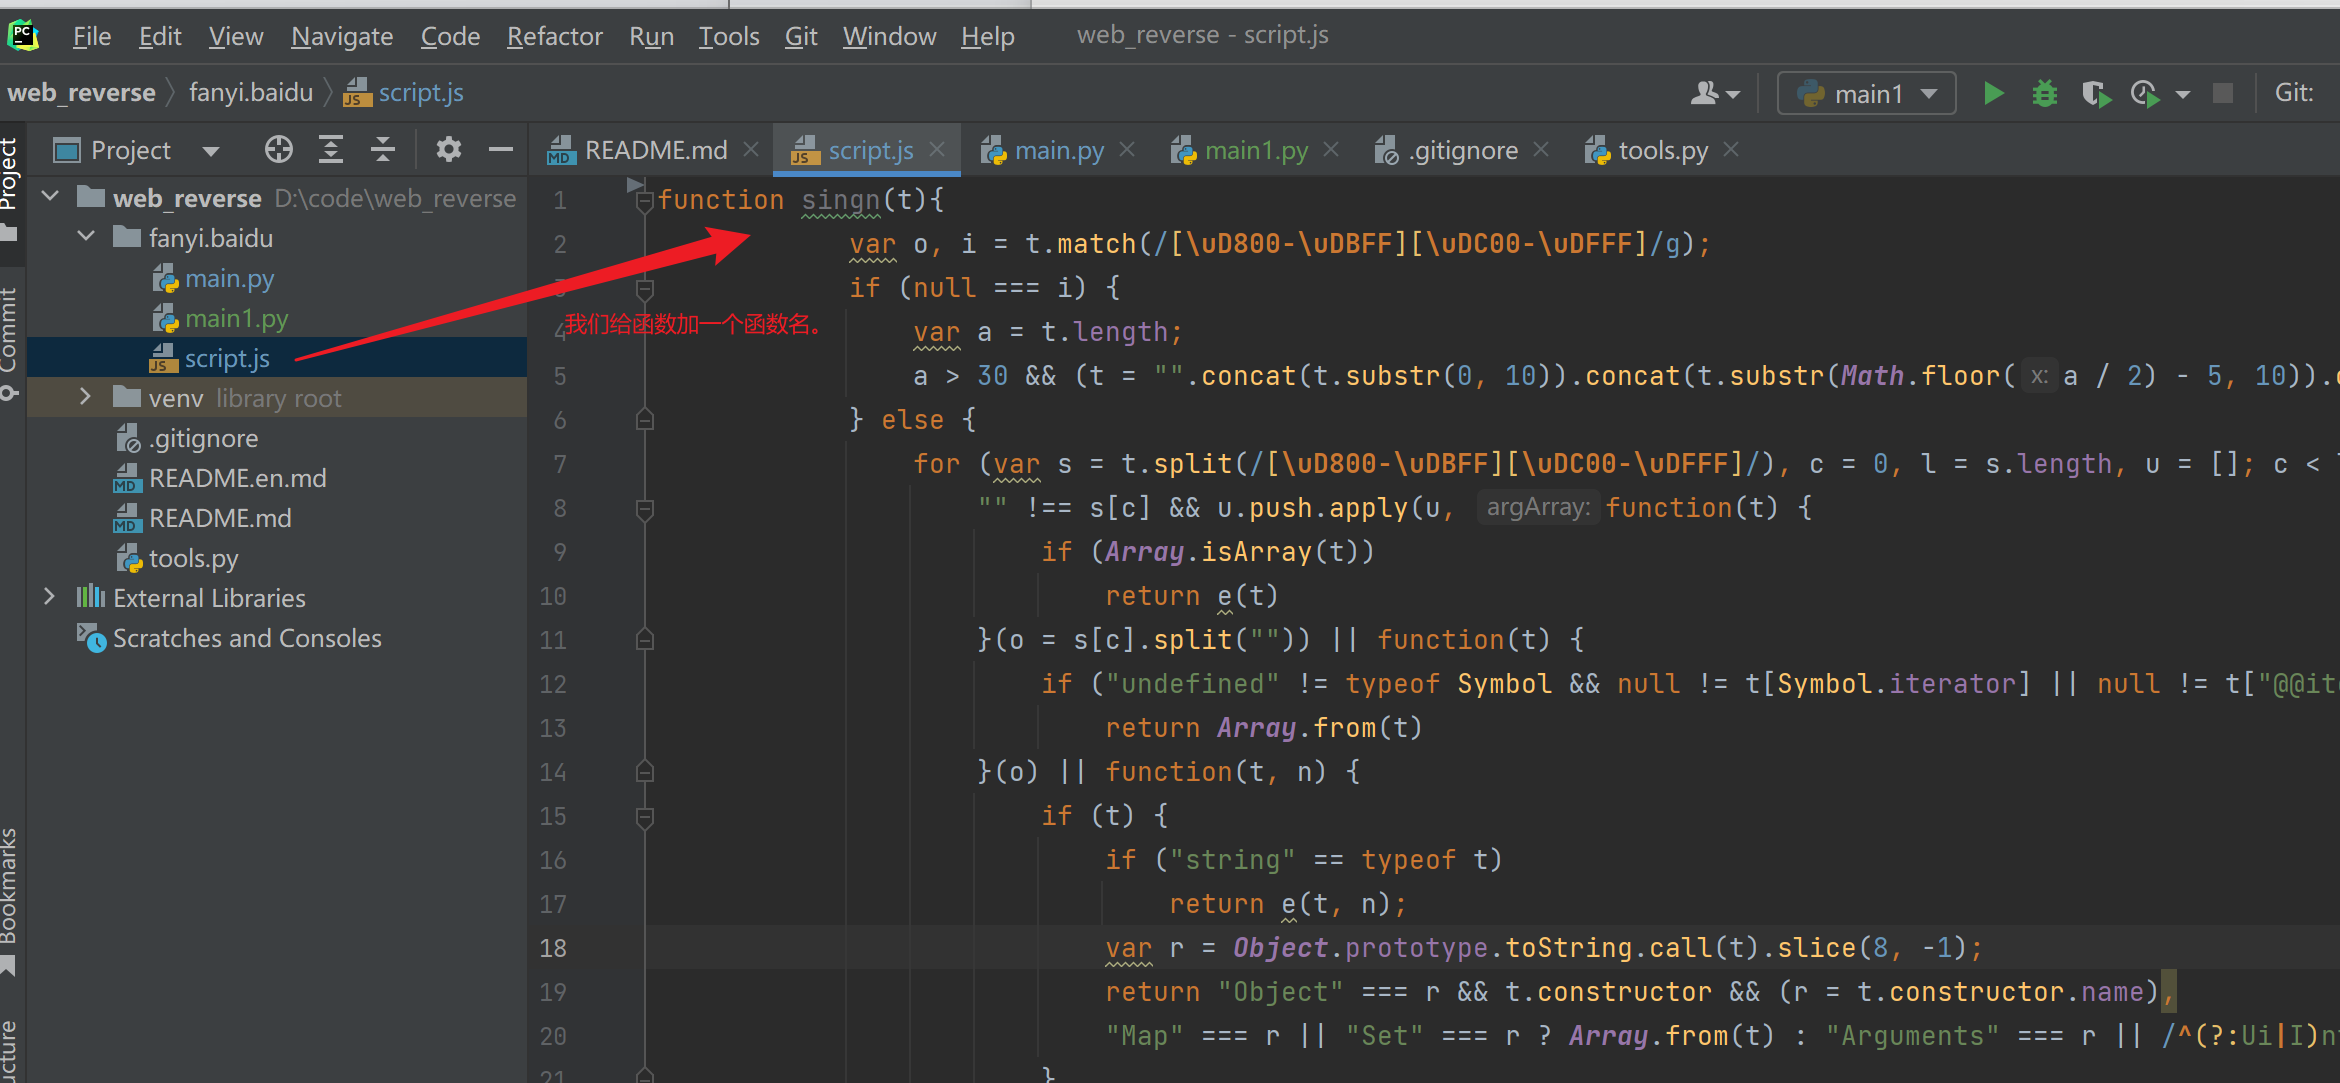 File Edit View Navigate Code Refactor Run Tools Git Window Help web_reverse - script.js
web_reverse fanyi.baidu script.js main1 Git:
Project README.md script.js main.py main1.py .gitignore tools.py
Project
Commit
Bookmarks
web_reverse D:\code\web_reverse
fanyi.baidu
main.py
main1.py
script.js
venv library root
.gitignore
README.en.md
README.md
tools.py
External Libraries
Scratches and Consoles
1 function singn(t){
2 var o, i = t.match(/[\uD800-\uDBFF][\uDC00-\uDFFF]/g);
3 if (null === i) {
我们给函数加一个函数名。
4 var a = t.length;
5 a > 30 && (t = "".concat(t.substr(0, 10)).concat(t.substr(Math.floor( x: a / 2) - 5, 10)).
6 } else {
7 for (var s = t.split(/[\uD800-\uDBFF][\uDC00-\uDFFF]/), c = 0, l = s.length, u = []; c <
8 "" !== s[c] && u.push.apply(u, argArray: function(t) {
9 if (Array.isArray(t))
10 return e(t)
11 }(o = s[c].split("")) || function(t) {
12 if ("undefined" != typeof Symbol && null != t[Symbol.iterator] || null != t["@@it
13 return Array.from(t)
14 }(o) || function(t, n) {
15 if (t) {
16 if ("string" == typeof t)
17 return e(t, n);
18 var r = Object.prototype.toString.call(t).slice(8, -1);
19 return "Object" === r && t.constructor && (r = t.constructor.name),
20 "Map" === r || "Set" === r ? Array.from(t) : "Arguments" === r || /^(?:Ui|I)n
21 }